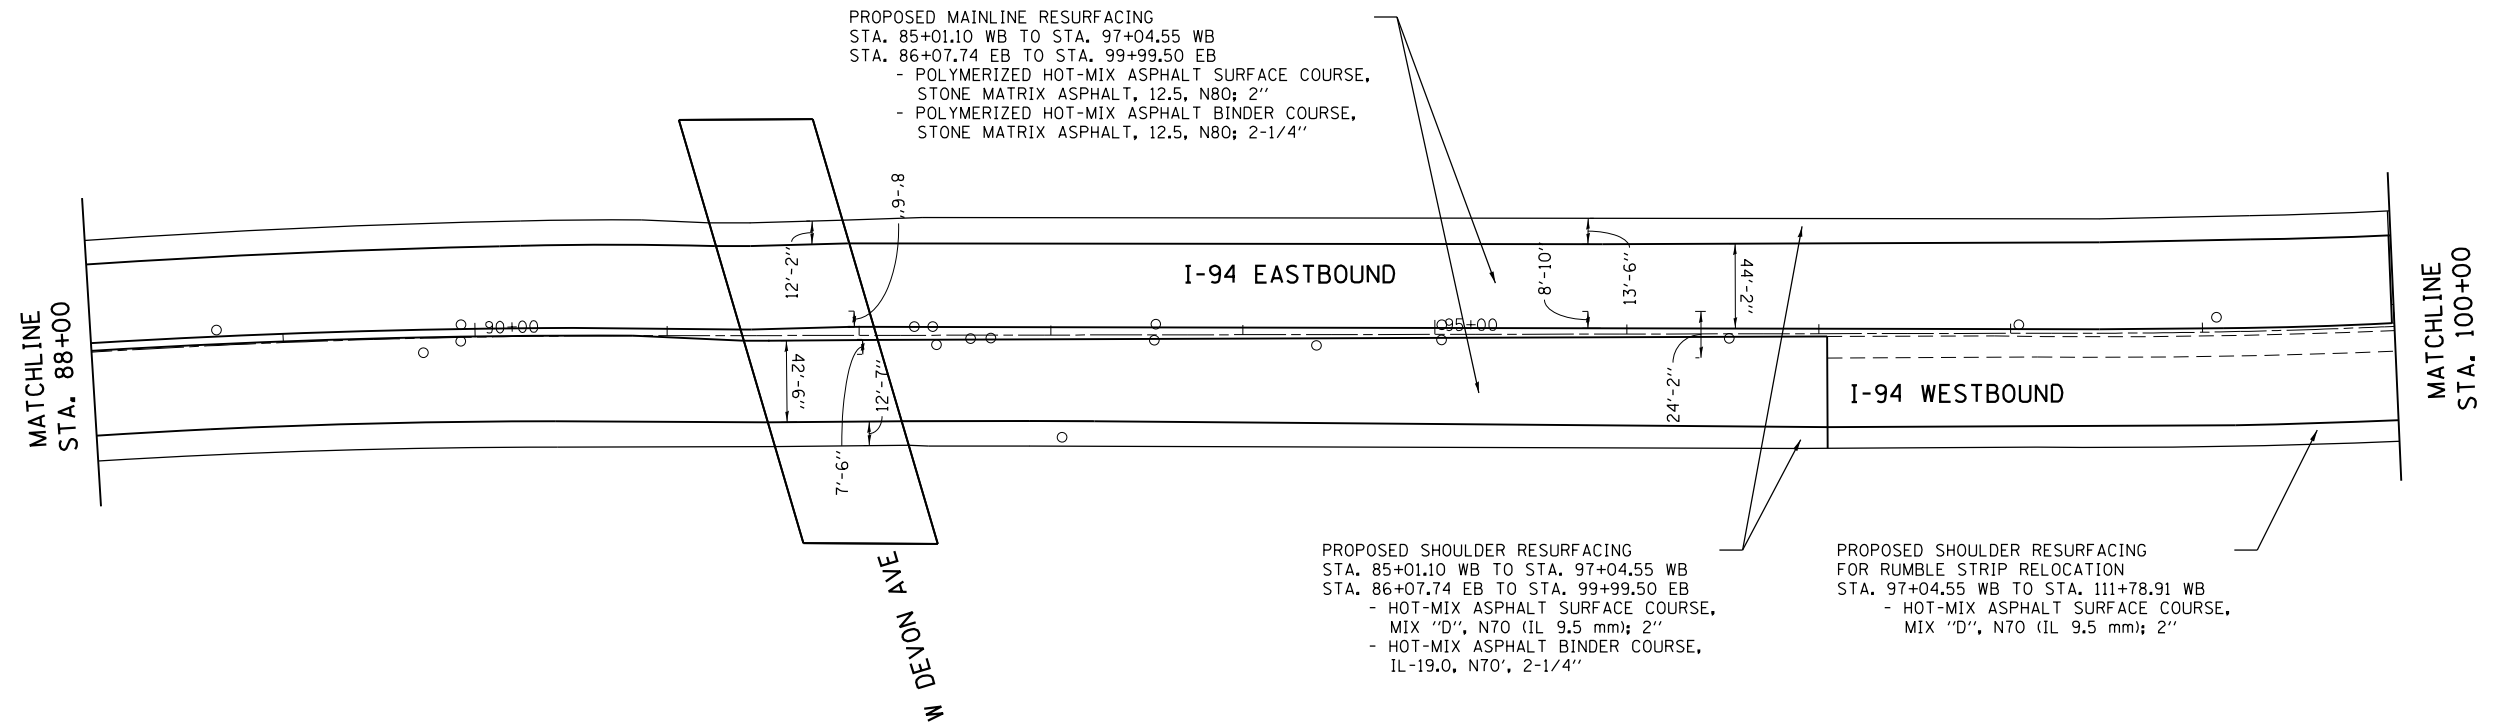 PROPOSED MAINLINE RESURFACING
STA. 85+01.10 WB TO STA. 97+04.55 WB
STA. 86+07.74 EB TO STA. 99+99.50 EB
- POLYMERIZED HOT-MIX ASPHALT SURFACE COURSE,
STONE MATRIX ASPHALT, 12.5, N80; 2''
- POLYMERIZED HOT-MIX ASPHALT BINDER COURSE,
STONE MATRIX ASPHALT, 12.5, N80; 2-1/4''
MATCHLINE
STA. 88+00
8'-6''
12'-2''
I-94 EASTBOUND
8'-10'
13'-6''
44'-2''
MATCHLINE
STA. 100+00
90+00
95+00
42'-6''
12'-7''
24'-2''
I-94 WESTBOUND
7'-6''
W DEVON AVE
PROPOSED SHOULDER RESURFACING
STA. 85+01.10 WB TO STA. 97+04.55 WB
STA. 86+07.74 EB TO STA. 99+99.50 EB
- HOT-MIX ASPHALT SURFACE COURSE,
MIX ''D'', N70 (IL 9.5 mm); 2''
- HOT-MIX ASPHALT BINDER COURSE,
IL-19.0, N70', 2-1/4''
PROPOSED SHOULDER RESURFACING
FOR RUMBLE STRIP RELOCATION
STA. 97+04.55 WB TO STA. 111+78.91 WB
- HOT-MIX ASPHALT SURFACE COURSE,
MIX ''D'', N70 (IL 9.5 mm); 2''